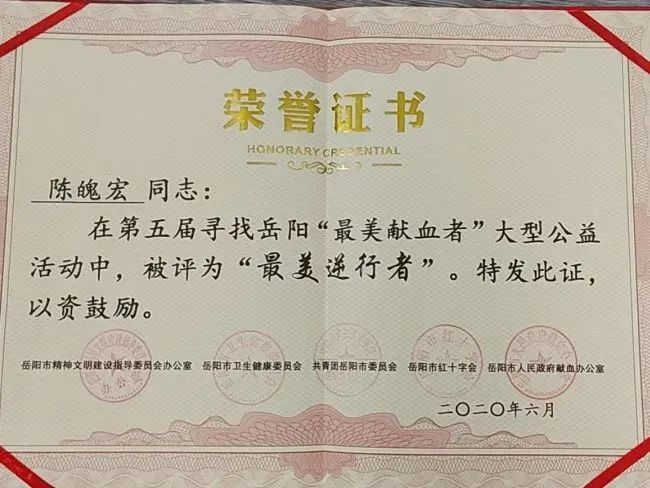 荣誉证书
HONORARY CREDENTIAL
陈魄宏 同志：
在第五届寻找岳阳“最美献血者”大型公益
活动中，被评为“最美逆行者”。特发此证，
以资鼓励。
岳阳市精神文明建设指导委员会办公室 岳阳市卫生健康委员会 共青团岳阳市委员会 岳阳市红十字会 岳阳市人民政府献血办公室
二〇二〇年六月